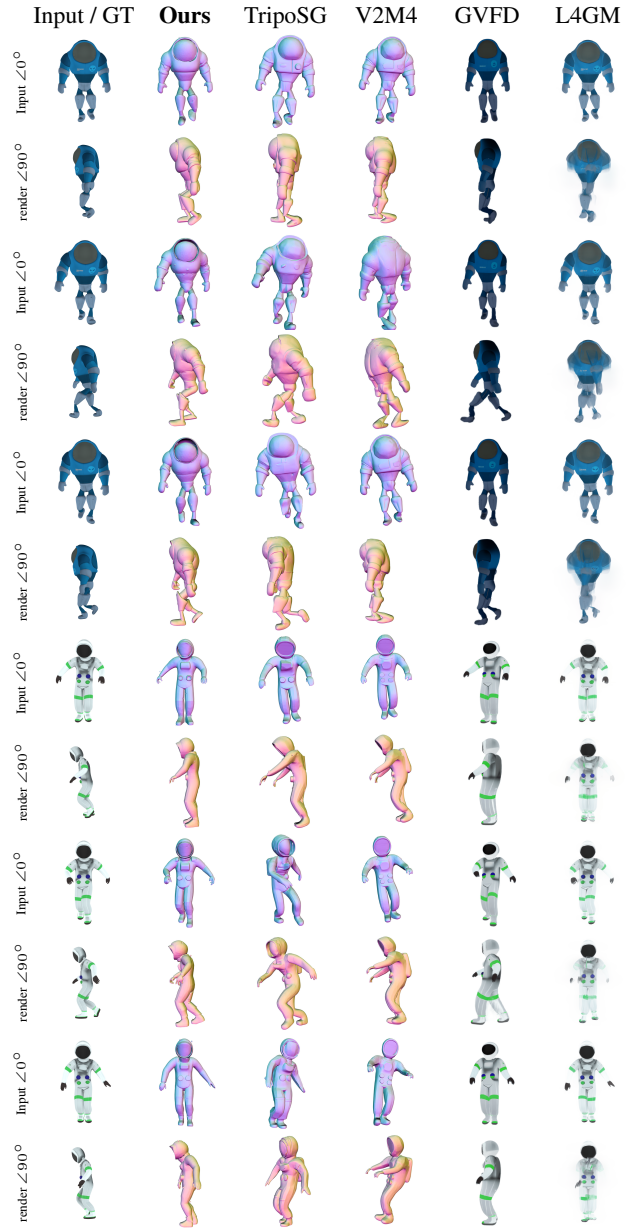 Input / GT Ours TripoSG V2M4 GVFD L4GM
Input ∠0°
render ∠90°
Input ∠0°
render ∠90°
Input ∠0°
render ∠90°
Input ∠0°
render ∠90°
Input ∠0°
render ∠90°
Input ∠0°
render ∠90°